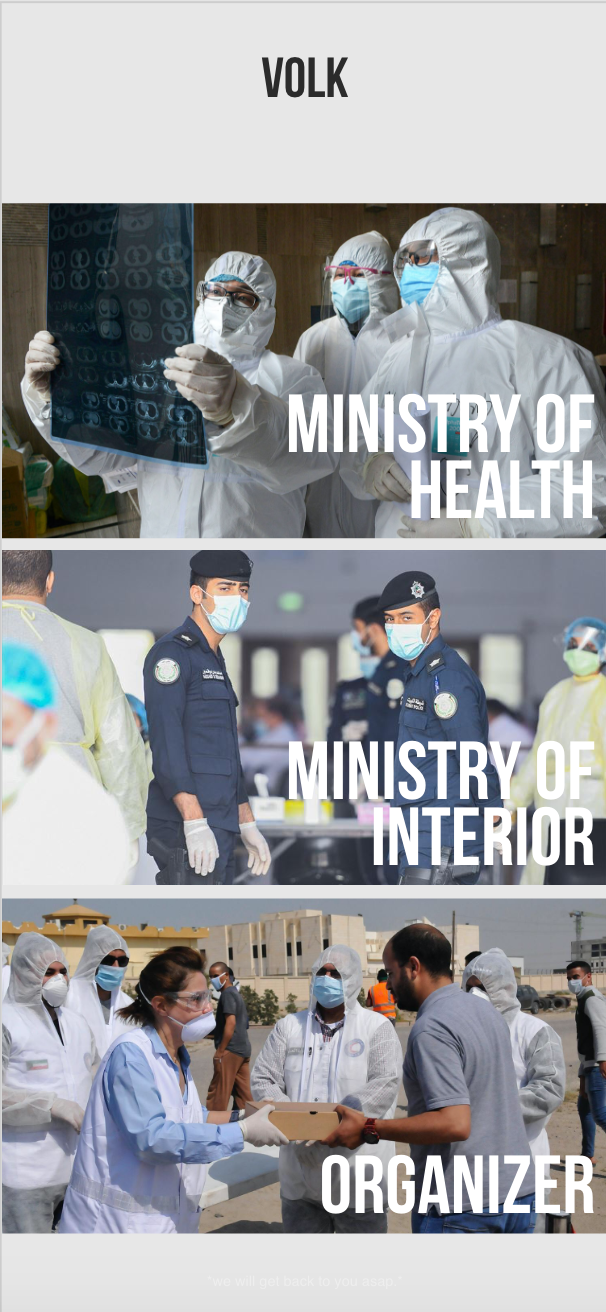 VOLK
MINISTRY OF
HEALTH
MINISTRY OF
INTERIOR
ORGANIZER
"we will get back to you asap."